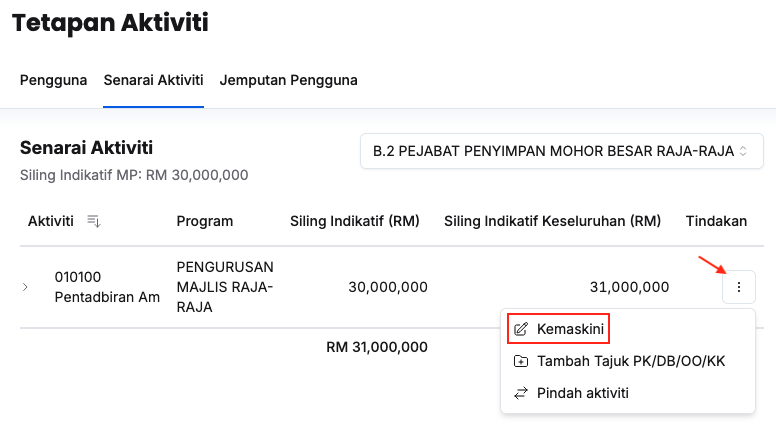 Tetapan Aktiviti
Pengguna Senarai Aktiviti Jemputan Pengguna
Senarai Aktiviti
B.2 PEJABAT PENYIMPAN MOHOR BESAR RAJA-RAJA
Siling Indikatif MP: RM 30,000,000
Aktiviti Program Siling Indikatif (RM) Siling Indikatif Keseluruhan (RM) Tindakan
010100
Pentadbiran Am
PENGURUSAN
MAJLIS RAJA-
RAJA
30,000,000 31,000,000
RM 31,000,000
Kemaskini
Tambah Tajuk PK/DB/OO/KK
Pindah aktiviti